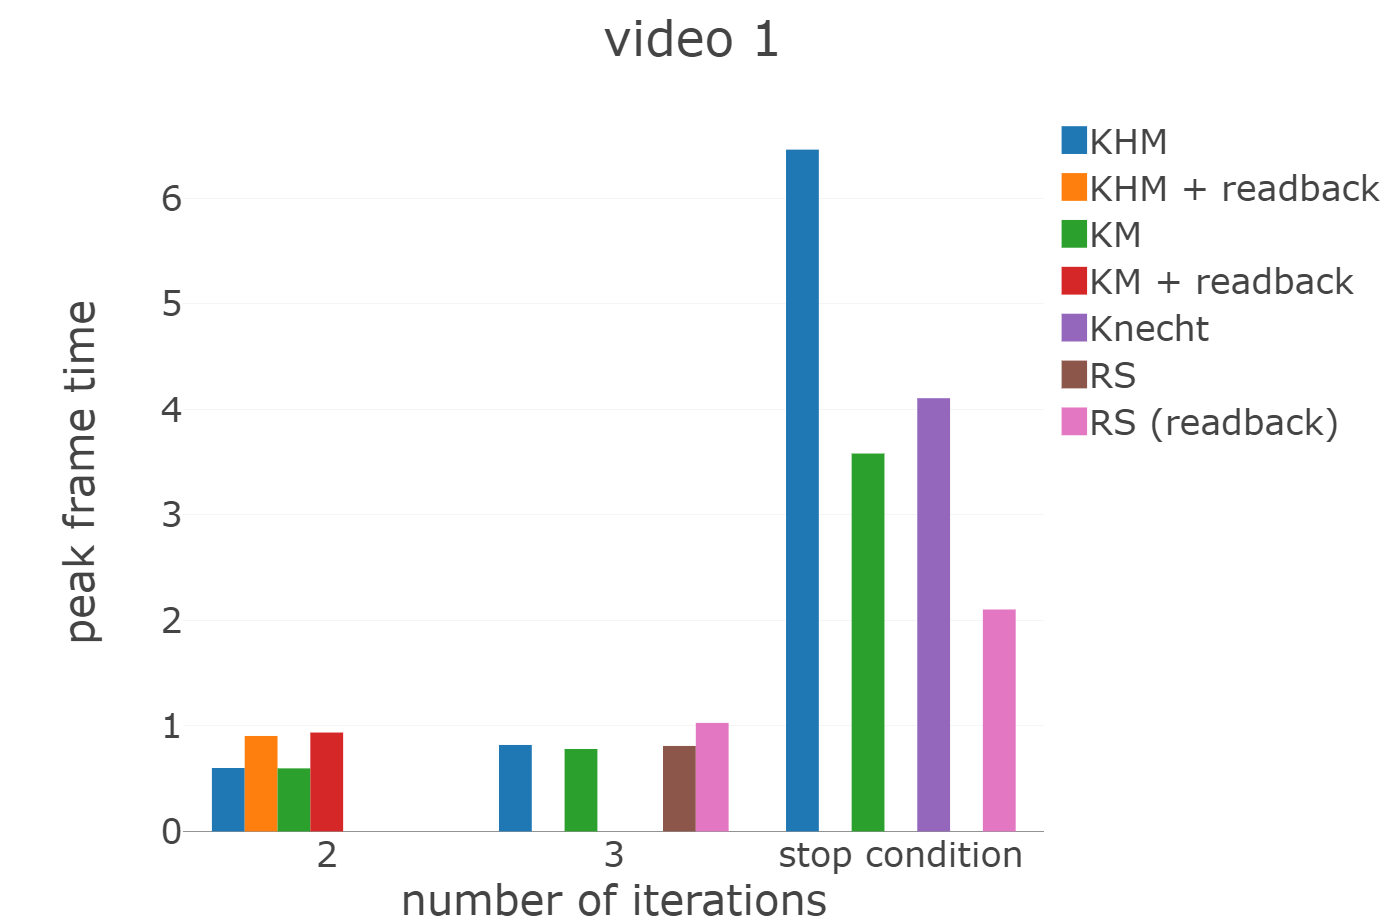 video 1
peak frame time
6
5
4
3
2
1
0
2 3 stop condition
number of iterations
KHM
KHM + readback
KM
KM + readback
Knecht
RS
RS (readback)